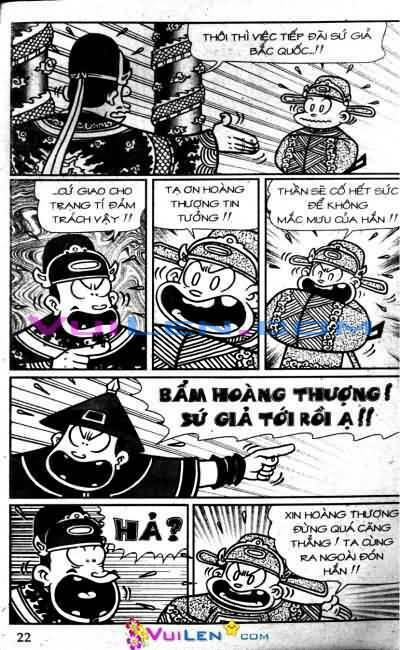 THÔI THÌ VIỆC TIẾP ĐÃI SỨ GIẢ
BẮC QUỐC...!!
...CỨ GIAO CHO
TRẠNG TÍ ĐẢM
TRÁCH VẬY !!
TẠ ƠN HOÀNG
THƯỢNG TIN
TƯỞNG !!
THẦN SẼ CỐ HẾT SỨC
ĐỂ KHÔNG
MẮC MƯU CỦA HẮN !!
VUILEN.COM
BẨM HOÀNG THƯỢNG!
SỨ GIẢ TỚI RỒI Ạ!!
HẢ?
XIN HOÀNG THƯỢNG
ĐỪNG QUÁ CĂNG
THẲNG ! TA CÙNG
RA NGOÀI ĐÓN
HẮN !!
22
VUILEN.COM